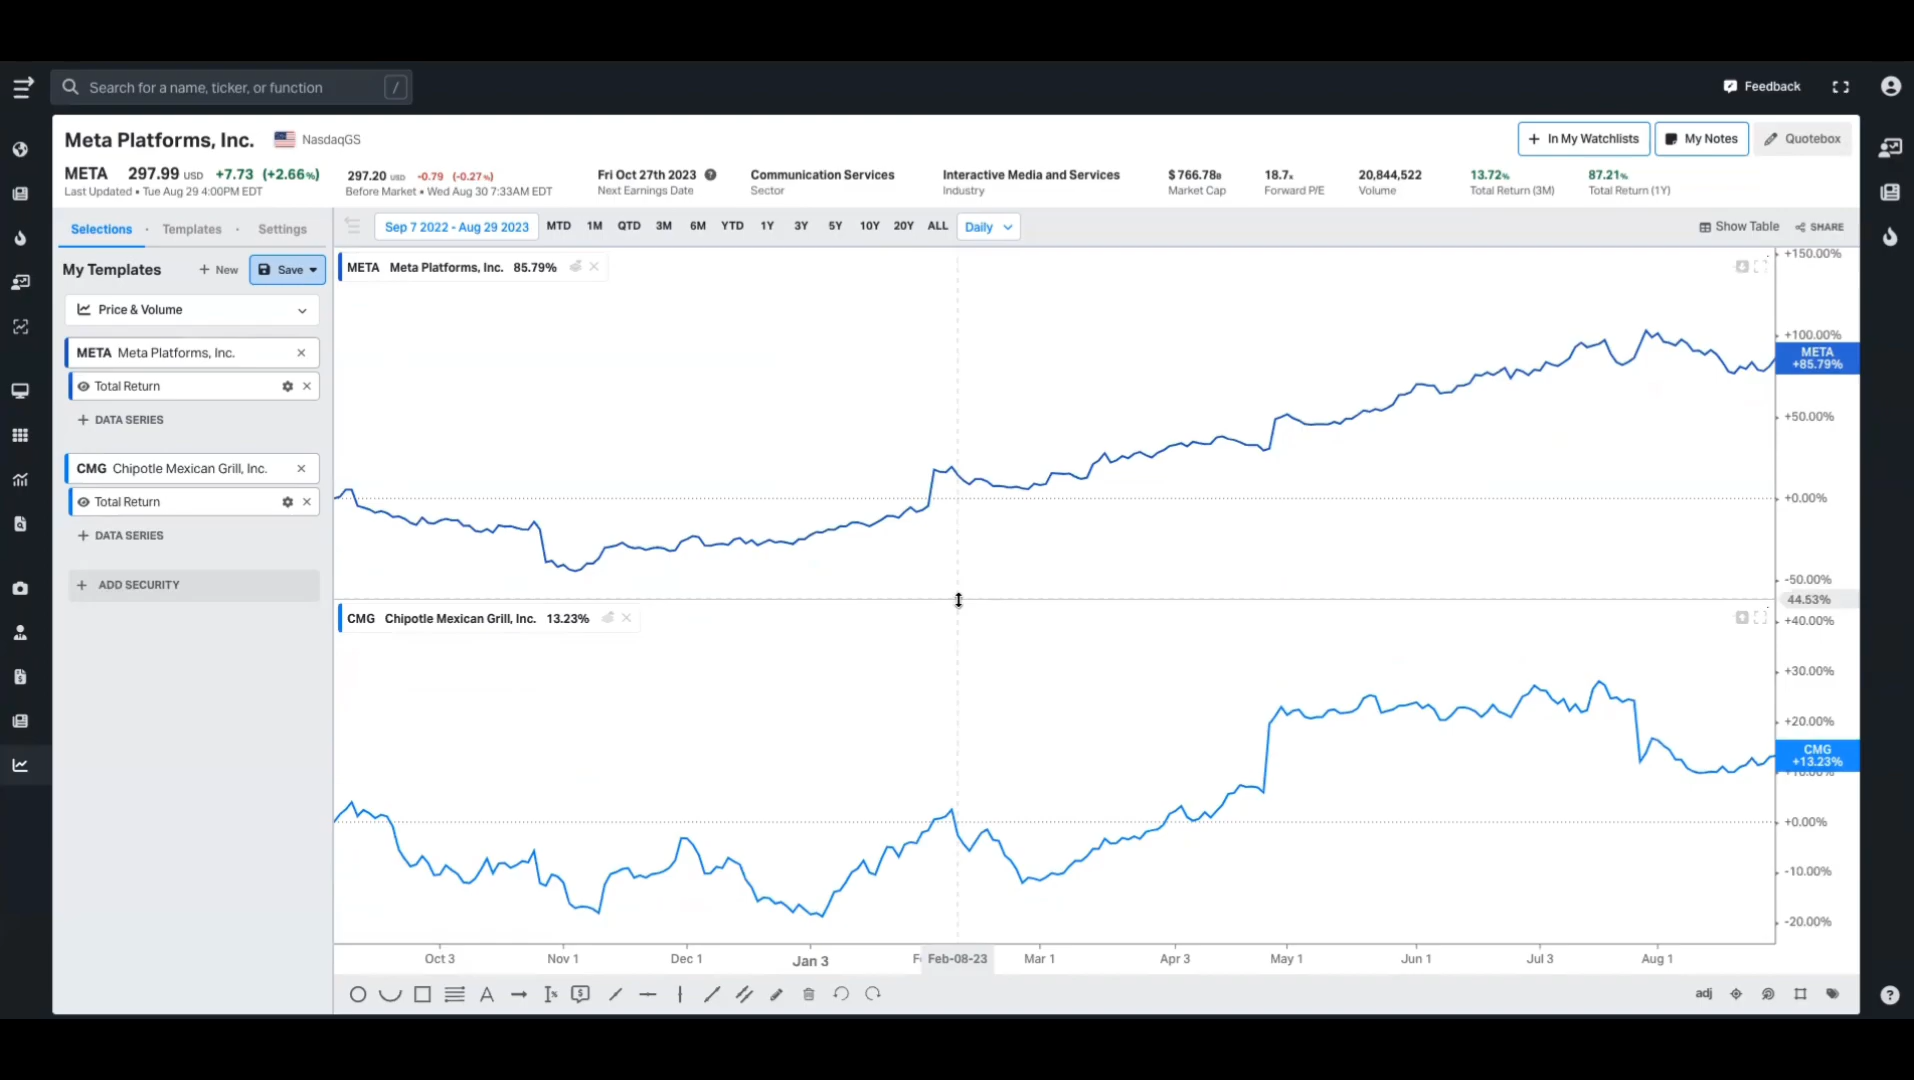 Search for a name, ticker, or function /
Feedback
Meta Platforms, Inc. NasdaqGS
+ In My Watchlists
My Notes
Quotebox
META 297.99 USD +7.73 (+2.66%)
Last Updated • Tue Aug 29 4:00PM EDT
297.20 USD -0.79 (-0.27%)
Before Market • Wed Aug 30 7:33AM EDT
Fri Oct 27th 2023 ?
Next Earnings Date
Communication Services
Sector
Interactive Media and Services
Industry
$766.78B
Market Cap
18.7x
Forward P/E
20,844,522
Volume
13.72%
Total Return (3M)
87.21%
Total Return (1Y)
Selections · Templates · Settings
Sep 7 2022 - Aug 29 2023 MTD 1M QTD 3M 6M YTD 1Y 3Y 5Y 10Y 20Y ALL Daily
Show Table SHARE
My Templates + New Save
Price & Volume
META Meta Platforms, Inc.
Total Return
+ DATA SERIES
CMG Chipotle Mexican Grill, Inc.
Total Return
+ DATA SERIES
+ ADD SECURITY
META Meta Platforms, Inc. 85.79%
+150.00%
+100.00%
META
+85.79%
+50.00%
+0.00%
-50.00%
44.53%
CMG Chipotle Mexican Grill, Inc. 13.23%
+40.00%
+30.00%
+20.00%
CMG
+13.23%
+10.00%
+0.00%
-10.00%
-20.00%
Oct 3 Nov 1 Dec 1 Jan 3 F Feb-08-23 Mar 1 Apr 3 May 1 Jun 1 Jul 3 Aug 1
A $ adj ?